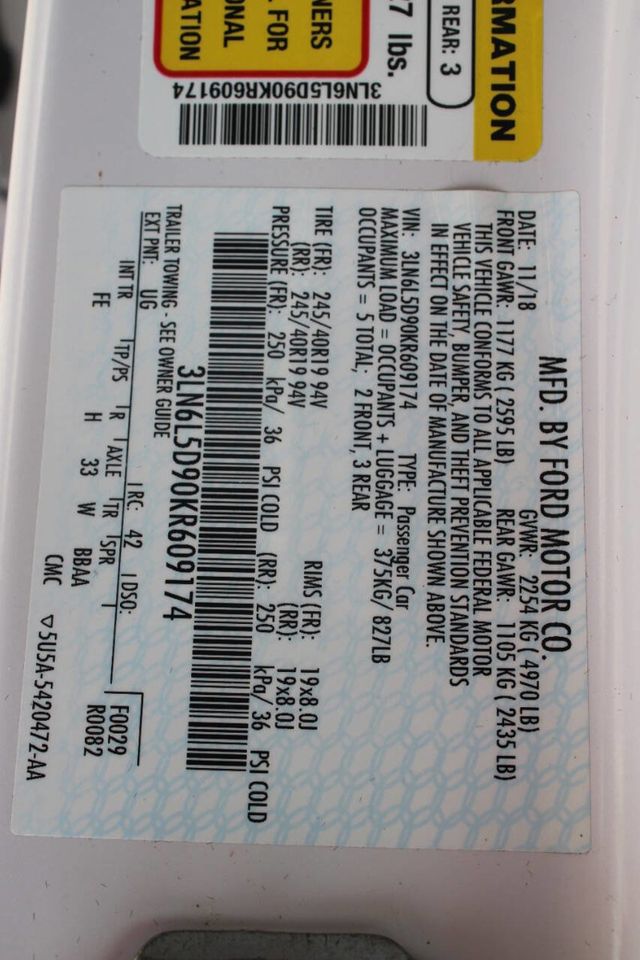 RMATION
REAR: 3
27 lbs.
NERS
. FOR
ONAL
ATION
3LN6L5D90KR609174
MFD. BY FORD MOTOR CO.
DATE: 11/18 GVWR: 2254 KG ( 4970 LB)
FRONT GAWR: 1177 KG (2595 LB) REAR GAWR: 1105 KG ( 2435 LB)
THIS VEHICLE CONFORMS TO ALL APPLICABLE FEDERAL MOTOR
VEHICLE SAFETY, BUMPER, AND THEFT PREVENTION STANDARDS
IN EFFECT ON THE DATE OF MANUFACTURE SHOWN ABOVE.
VIN: 3LN6L5D90KR609174 TYPE: Passenger Car
MAXIMUM LOAD = OCCUPANTS + LUGGAGE = 375KG/ 827LB
OCCUPANTS = 5 TOTAL; 2 FRONT, 3 REAR
TIRE (FR): 245/40R19 94V RIMS (FR): 19x8.0J
(RR): 245/40R19 94V (RR): 19x8.0J
PRESSURE (FR): 250 kPa/ 36 PSI COLD (RR): 250 kPa/ 36 PSI COLD
3LN6L5D90KR609174
TRAILER TOWING - SEE OWNER GUIDE
EXT PNT: UG RC: 42 DSO: F0029
R0082
INT TR TP/PS R AXLE TR SPR
FE H 33 W BBAA
CMC ▽5U5A-5420472-AA